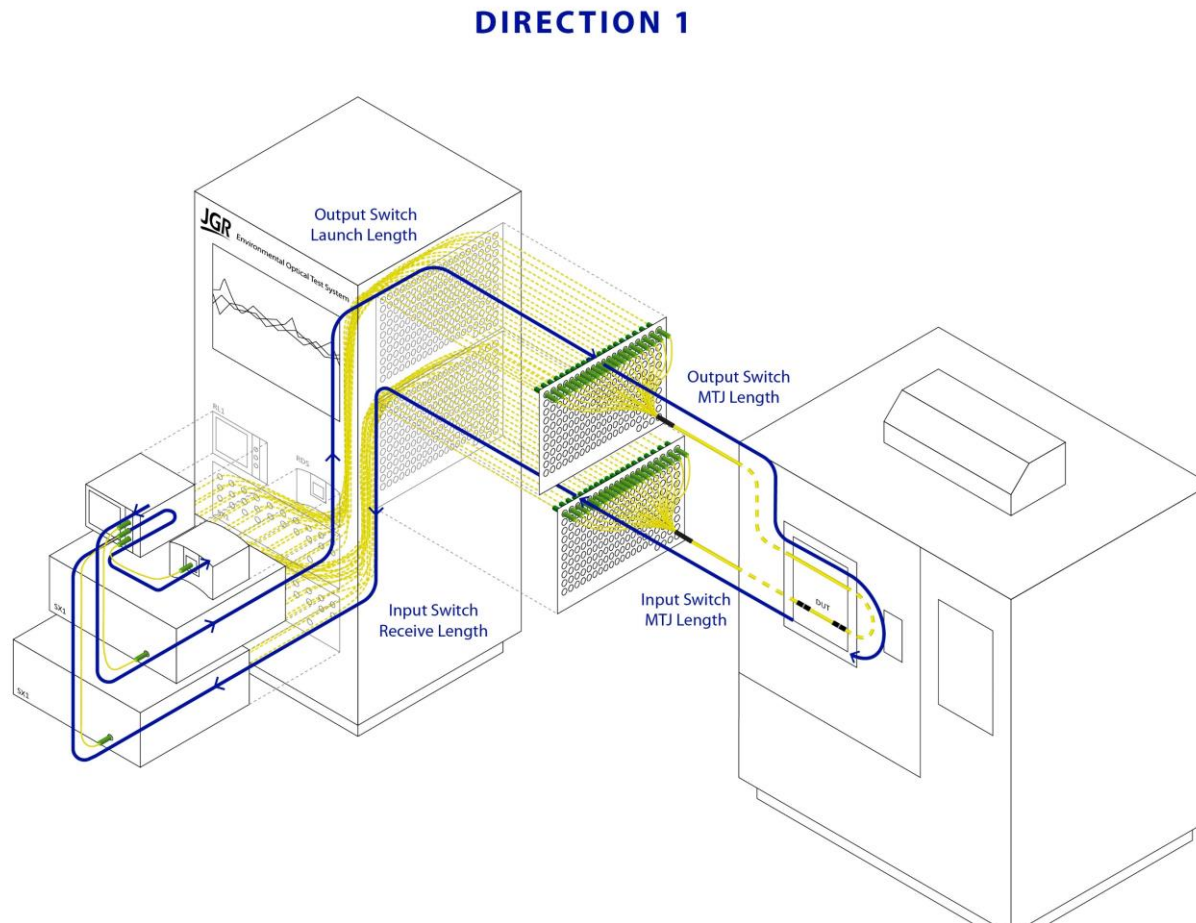 DIRECTION 1
Output Switch
Launch Length
JGR Environmental Optical Test System
Output Switch
MTJ Length
RL1
RDS
SX1
SX1
Input Switch
Receive Length
Input Switch
MTJ Length
DUT